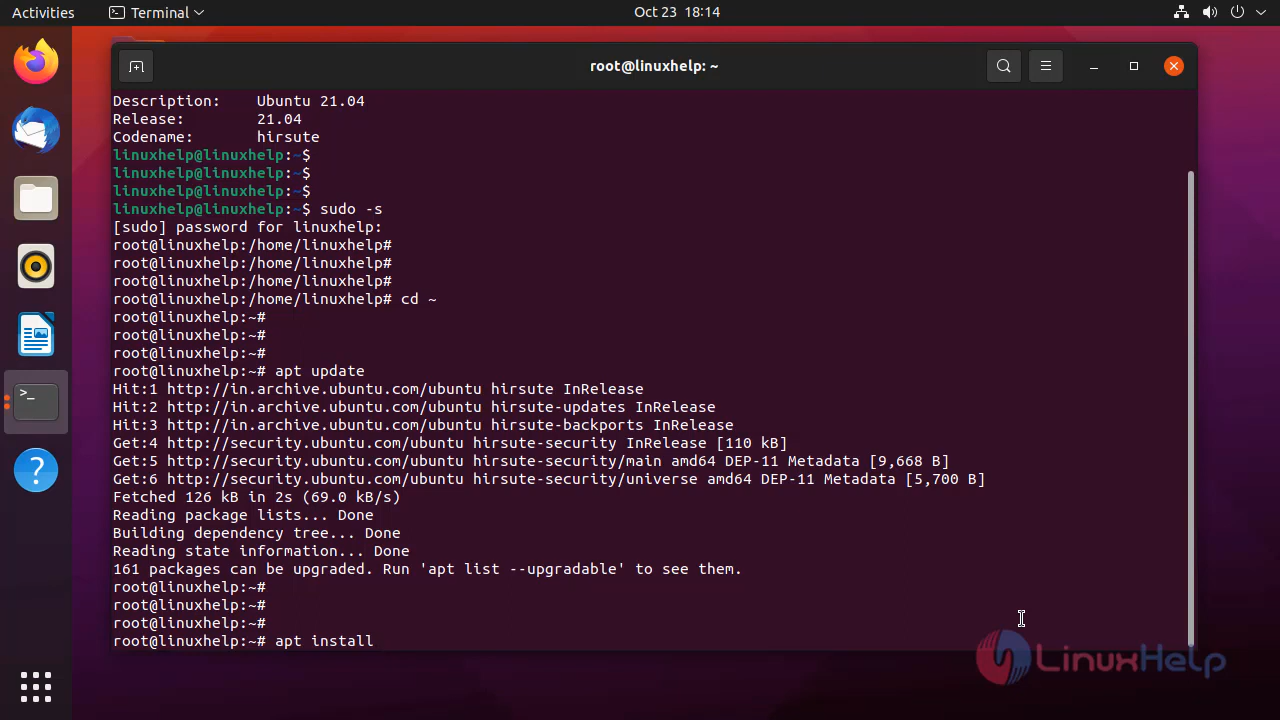 Activities
Terminal
Oct 23 18:14
root@linuxhelp: ~
Description:    Ubuntu 21.04
Release:        21.04
Codename:       hirsute
linuxhelp@linuxhelp:~$
linuxhelp@linuxhelp:~$
linuxhelp@linuxhelp:~$
linuxhelp@linuxhelp:~$ sudo -s
[sudo] password for linuxhelp:
root@linuxhelp:/home/linuxhelp#
root@linuxhelp:/home/linuxhelp#
root@linuxhelp:/home/linuxhelp#
root@linuxhelp:/home/linuxhelp# cd ~
root@linuxhelp:~#
root@linuxhelp:~#
root@linuxhelp:~#
root@linuxhelp:~# apt update
Hit:1 http://in.archive.ubuntu.com/ubuntu hirsute InRelease
Hit:2 http://in.archive.ubuntu.com/ubuntu hirsute-updates InRelease
Hit:3 http://in.archive.ubuntu.com/ubuntu hirsute-backports InRelease
Get:4 http://security.ubuntu.com/ubuntu hirsute-security InRelease [110 kB]
Get:5 http://security.ubuntu.com/ubuntu hirsute-security/main amd64 DEP-11 Metadata [9,668 B]
Get:6 http://security.ubuntu.com/ubuntu hirsute-security/universe amd64 DEP-11 Metadata [5,700 B]
Fetched 126 kB in 2s (69.0 kB/s)
Reading package lists... Done
Building dependency tree... Done
Reading state information... Done
161 packages can be upgraded. Run 'apt list --upgradable' to see them.
root@linuxhelp:~#
root@linuxhelp:~#
root@linuxhelp:~#
root@linuxhelp:~# apt install
LinuxHelp